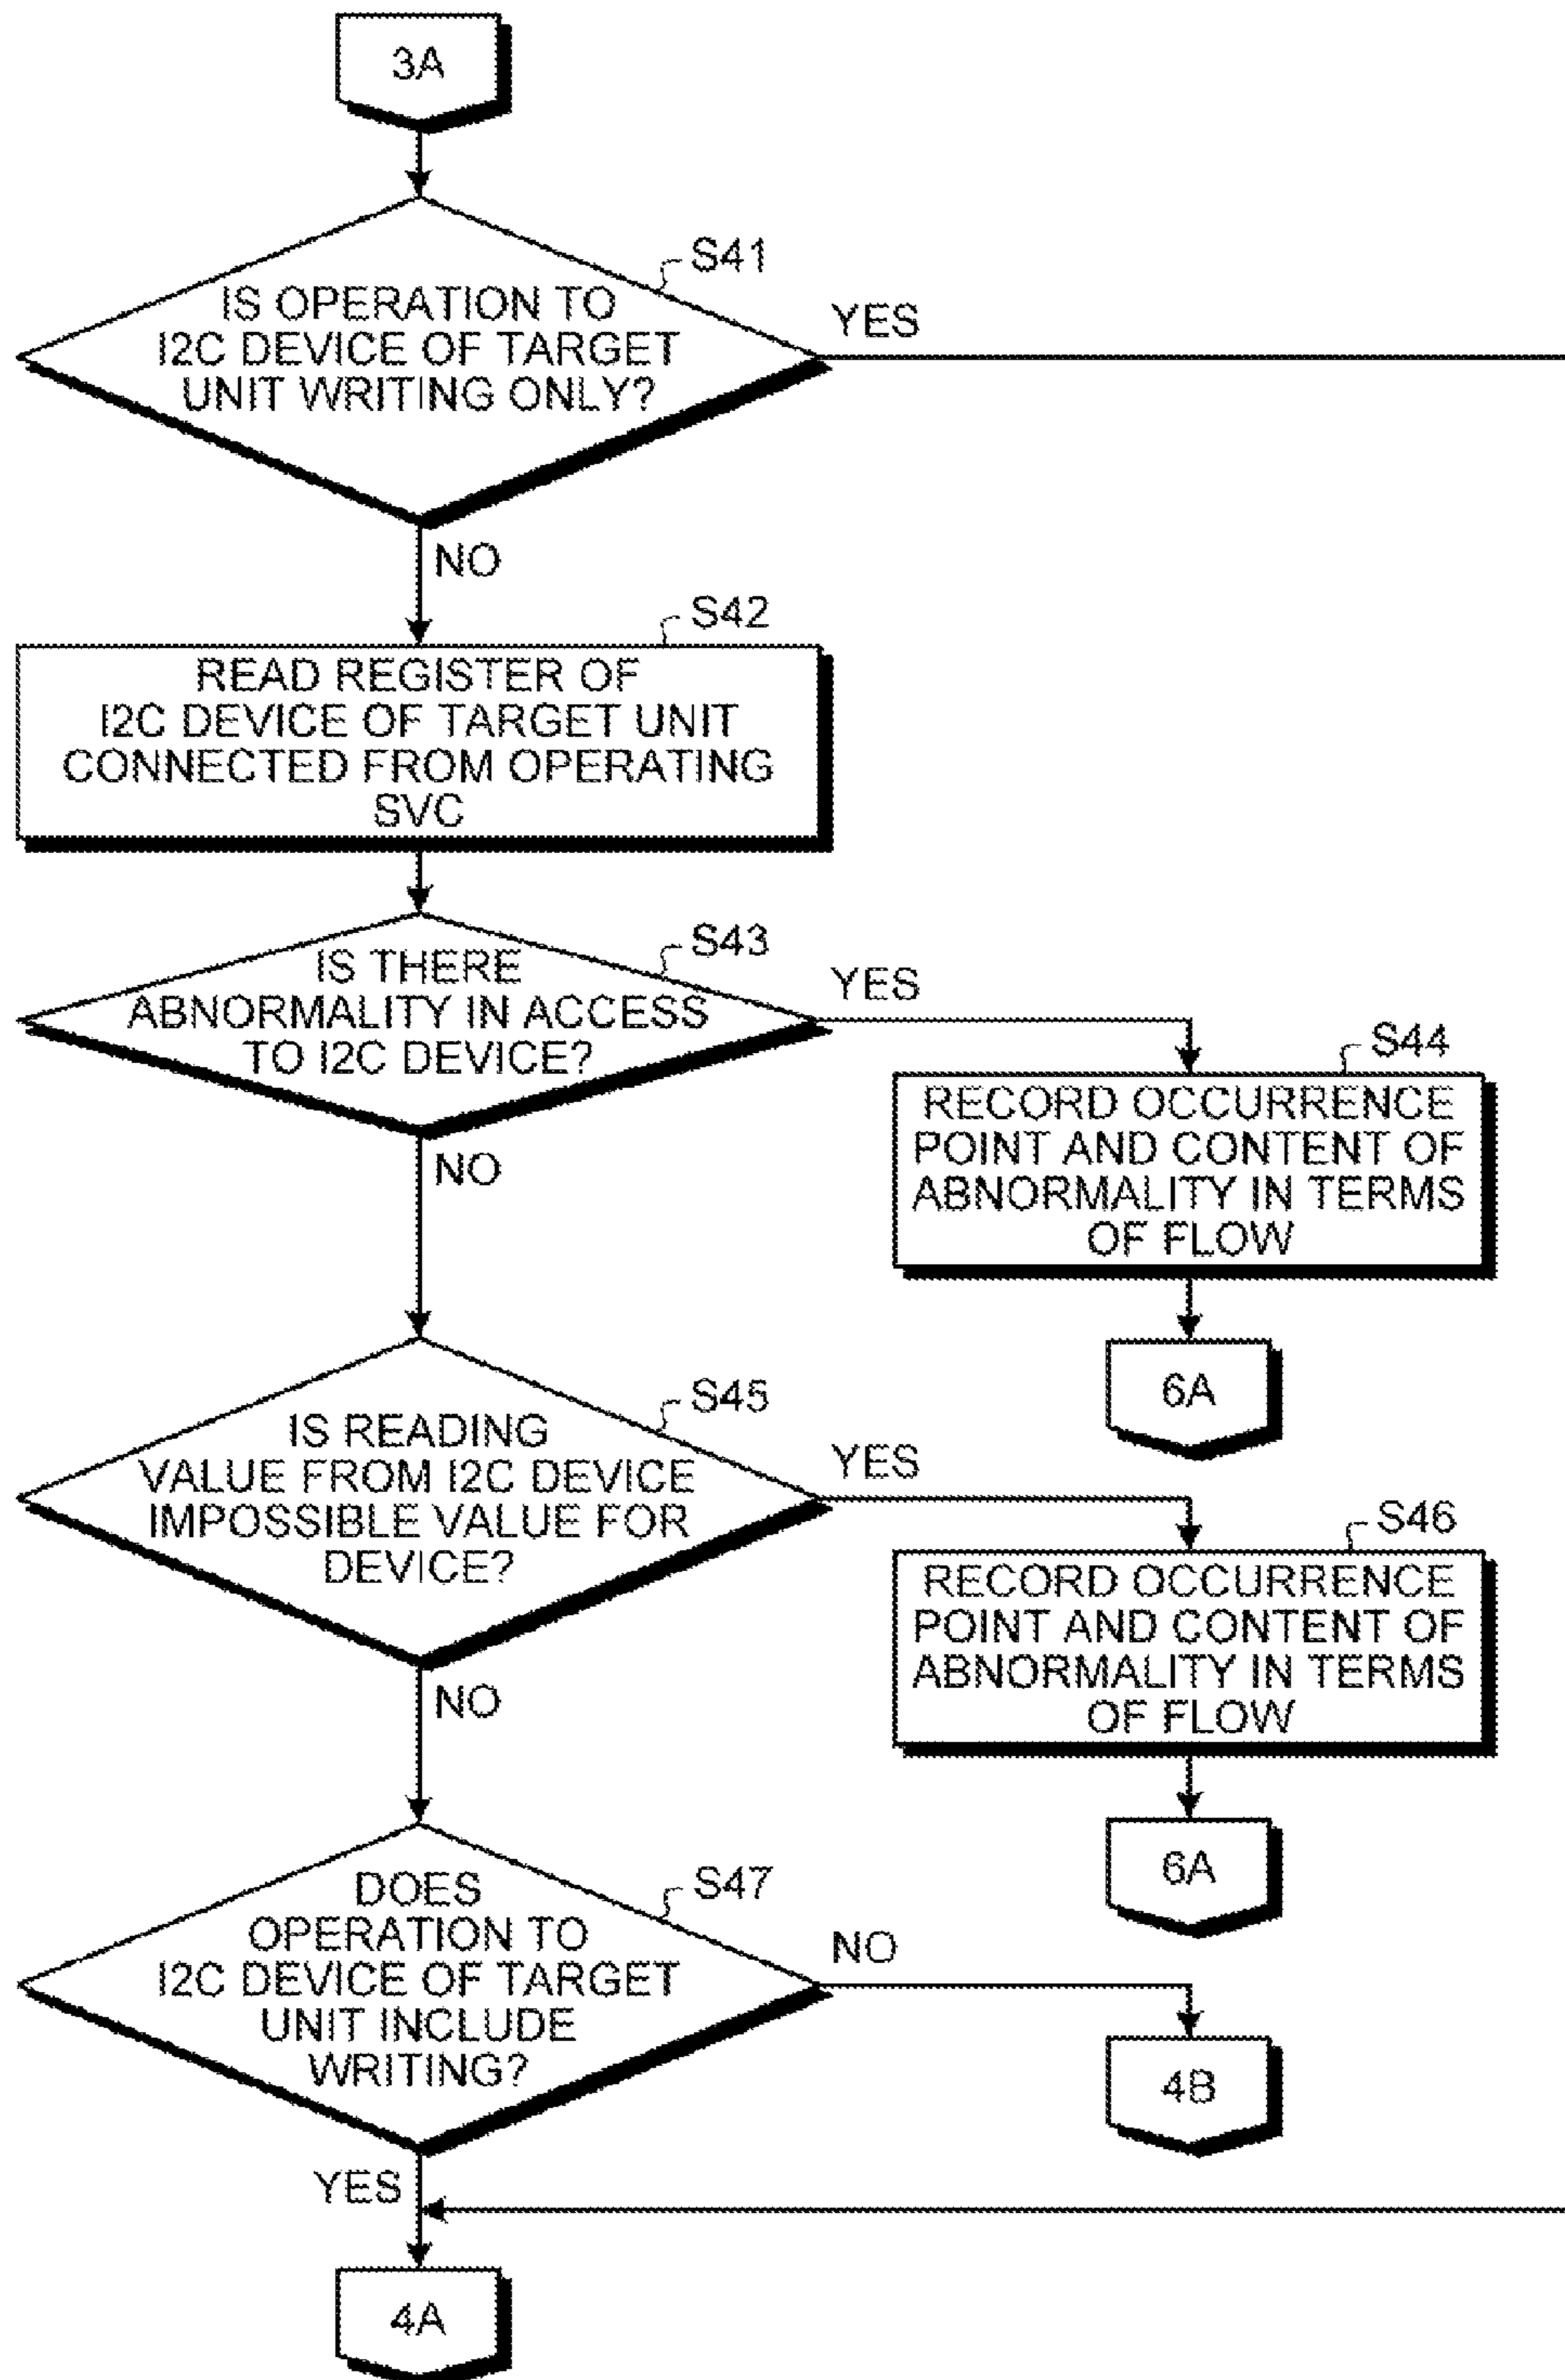 3A
S41
IS OPERATION TO
I2C DEVICE OF TARGET
UNIT WRITING ONLY?
YES
NO
S42
READ REGISTER OF
I2C DEVICE OF TARGET UNIT
CONNECTED FROM OPERATING
SVC
S43
IS THERE
ABNORMALITY IN ACCESS
TO I2C DEVICE?
YES
NO
S44
RECORD OCCURRENCE
POINT AND CONTENT OF
ABNORMALITY IN TERMS
OF FLOW
6A
S45
IS READING
VALUE FROM I2C DEVICE
IMPOSSIBLE VALUE FOR
DEVICE?
YES
NO
S46
RECORD OCCURRENCE
POINT AND CONTENT OF
ABNORMALITY IN TERMS
OF FLOW
6A
S47
DOES
OPERATION TO
I2C DEVICE OF TARGET
UNIT INCLUDE
WRITING?
NO
4B
YES
4A